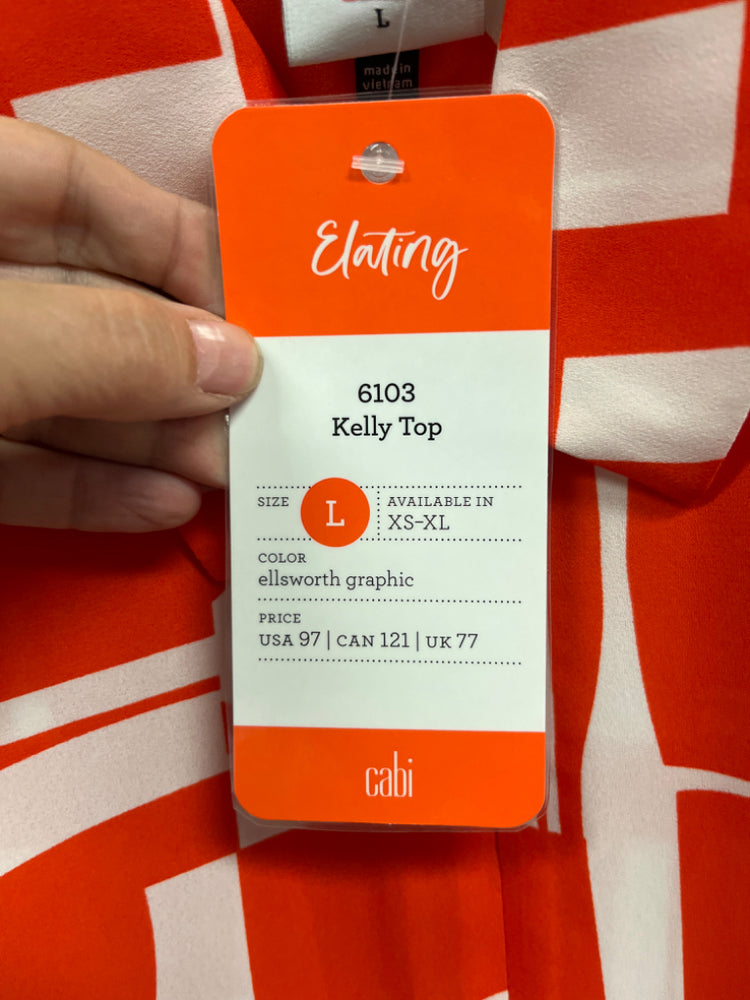 L
made in
vietnam
Elating
6103
Kelly Top
SIZE L AVAILABLE IN
XS-XL
COLOR
ellsworth graphic
PRICE
USA 97 | CAN 121 | UK 77
cabi